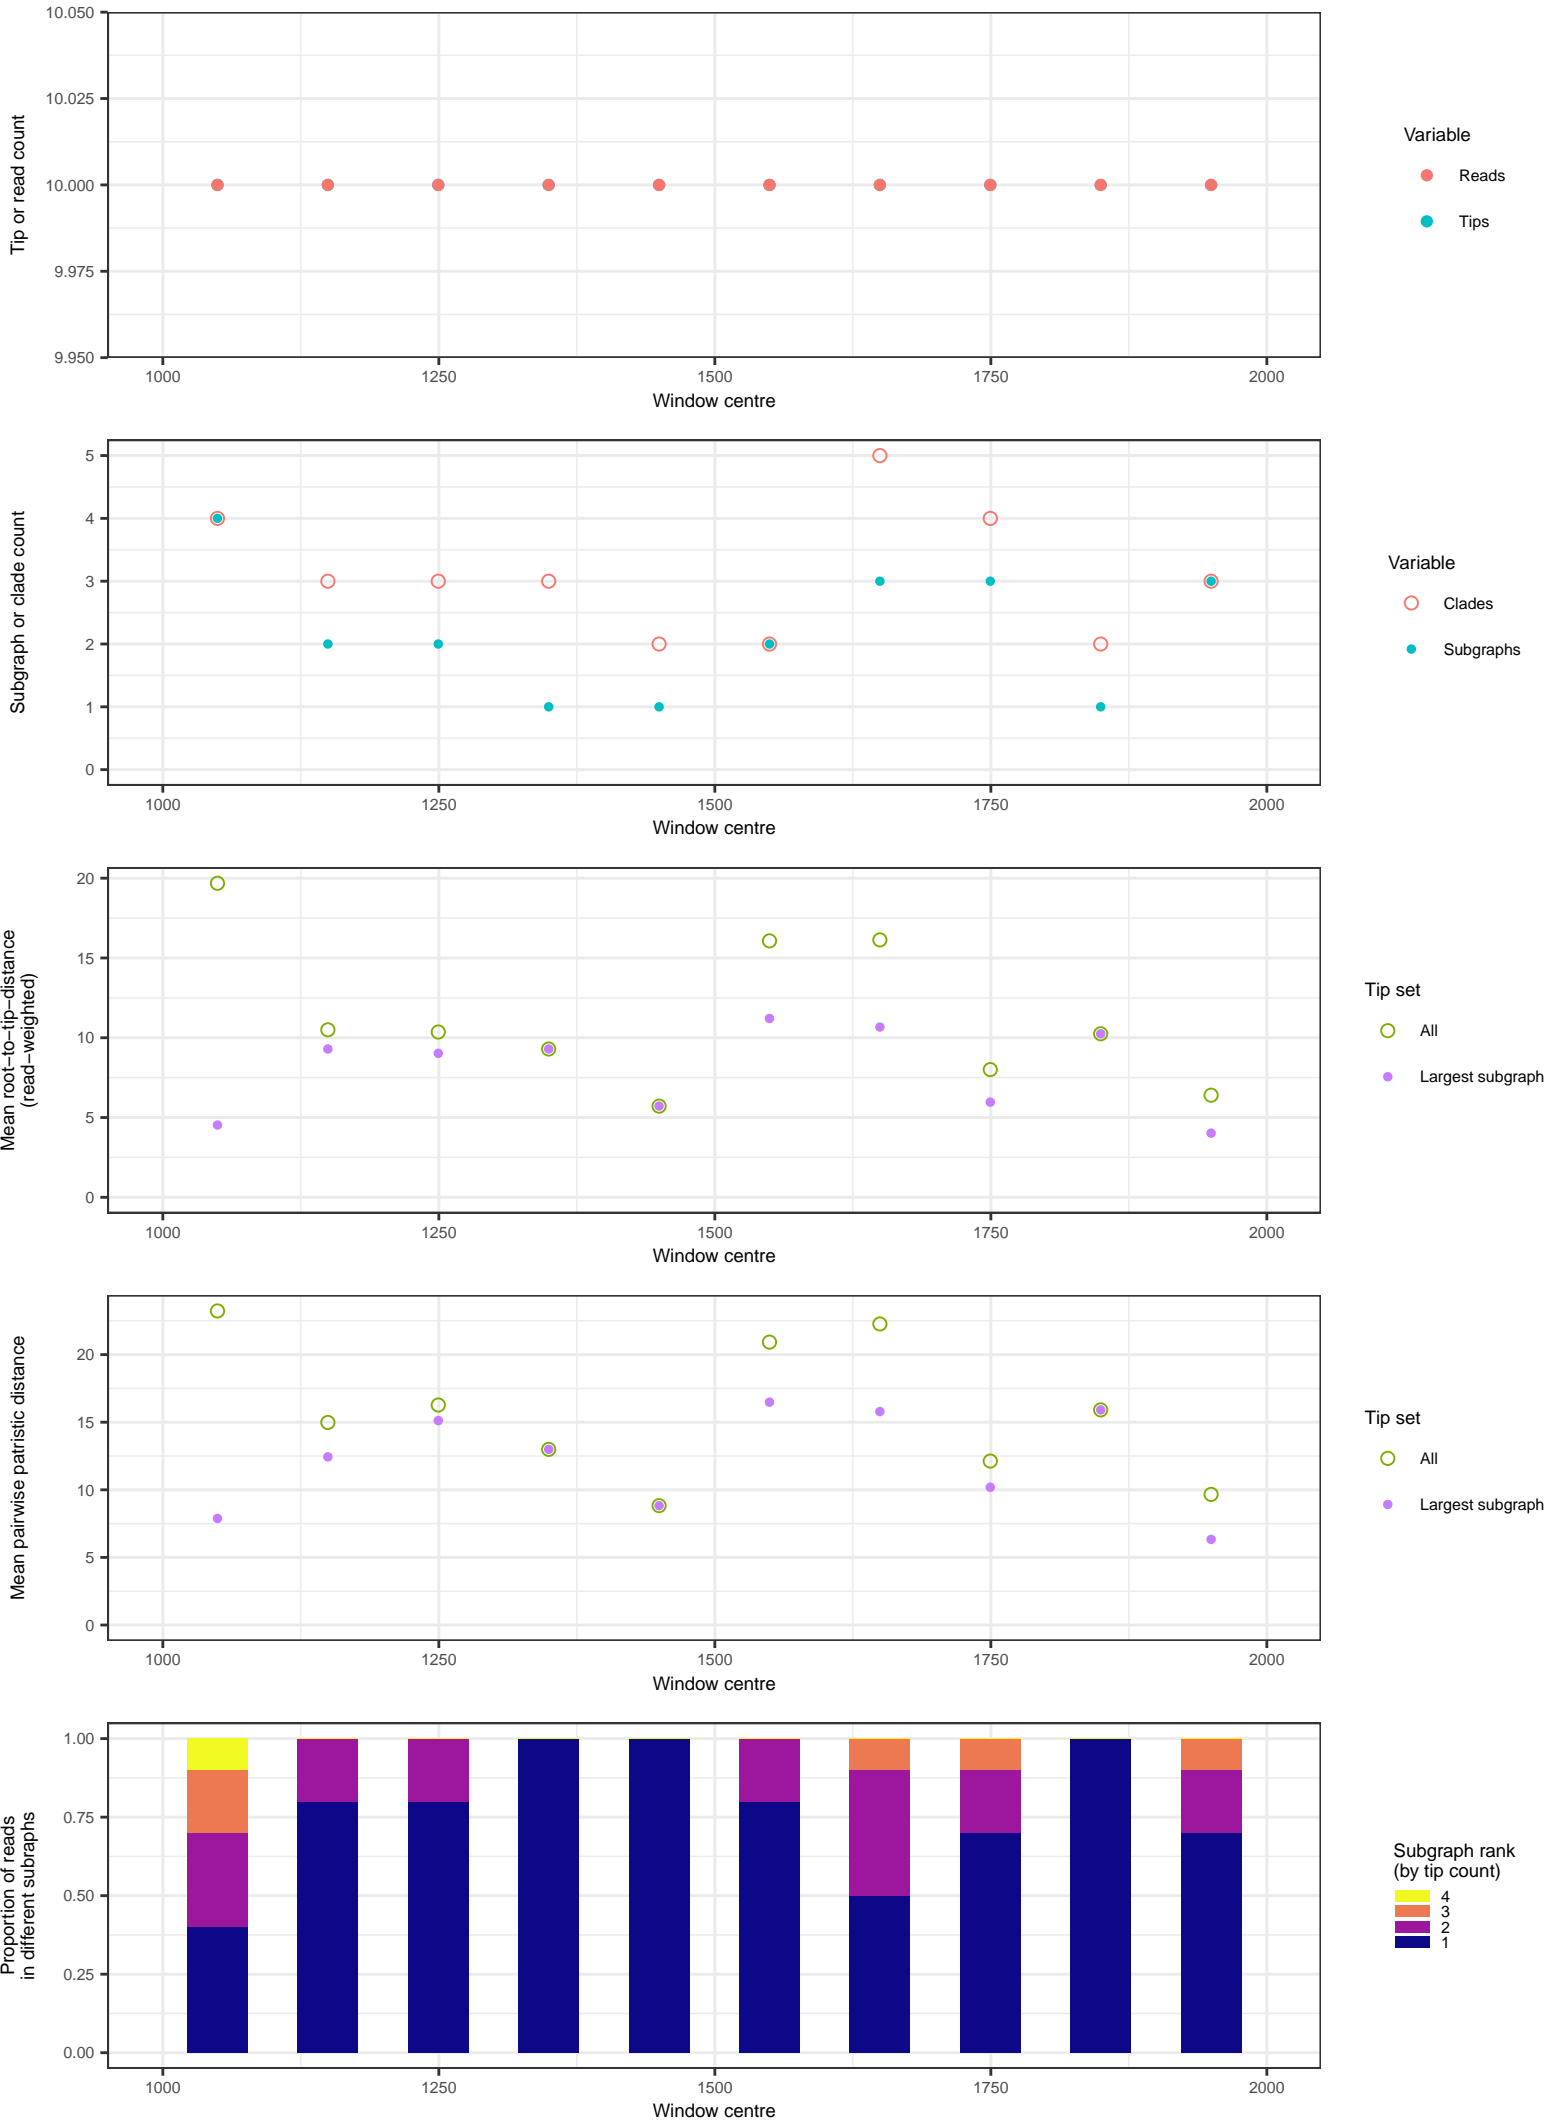 Tip or read count
10.050
10.025
10.000
9.975
9.950
1000 1250 1500 1750 2000
Window centre
Variable
Reads
Tips
Subgraph or clade count
5
4
3
2
1
0
1000 1250 1500 1750 2000
Window centre
Variable
Clades
Subgraphs
Mean root−to−tip−distance
(read−weighted)
20
15
10
5
0
1000 1250 1500 1750 2000
Window centre
Tip set
All
Largest subgraph
Mean pairwise patristic distance
20
15
10
5
0
1000 1250 1500 1750 2000
Window centre
Tip set
All
Largest subgraph
Proportion of reads
in different subraphs
1.00
0.75
0.50
0.25
0.00
1000 1250 1500 1750 2000
Window centre
Subgraph rank
(by tip count)
4
3
2
1